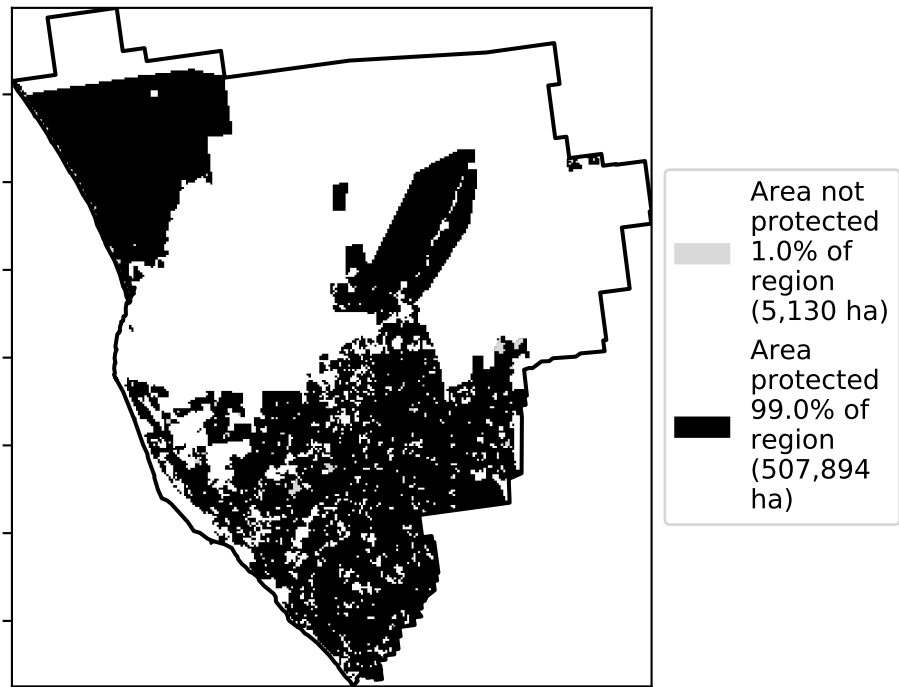 Area not
protected
1.0% of
region
(5,130 ha)
Area
protected
99.0% of
region
(507,894
ha)